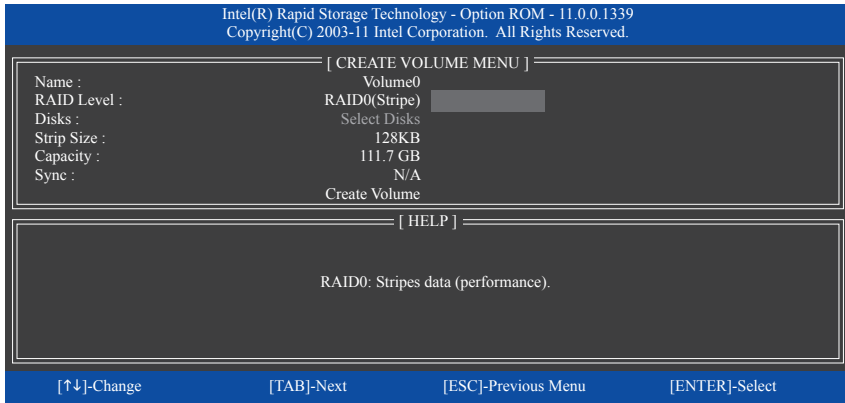 Intel(R) Rapid Storage Technology - Option ROM - 11.0.0.1339
Copyright(C) 2003-11 Intel Corporation. All Rights Reserved.
[ CREATE VOLUME MENU ]
Name : Volume0
RAID Level : RAID0(Stripe)
Disks : Select Disks
Strip Size : 128KB
Capacity : 111.7 GB
Sync : N/A
Create Volume
[ HELP ]
RAID0: Stripes data (performance).
[↑↓]-Change [TAB]-Next [ESC]-Previous Menu [ENTER]-Select